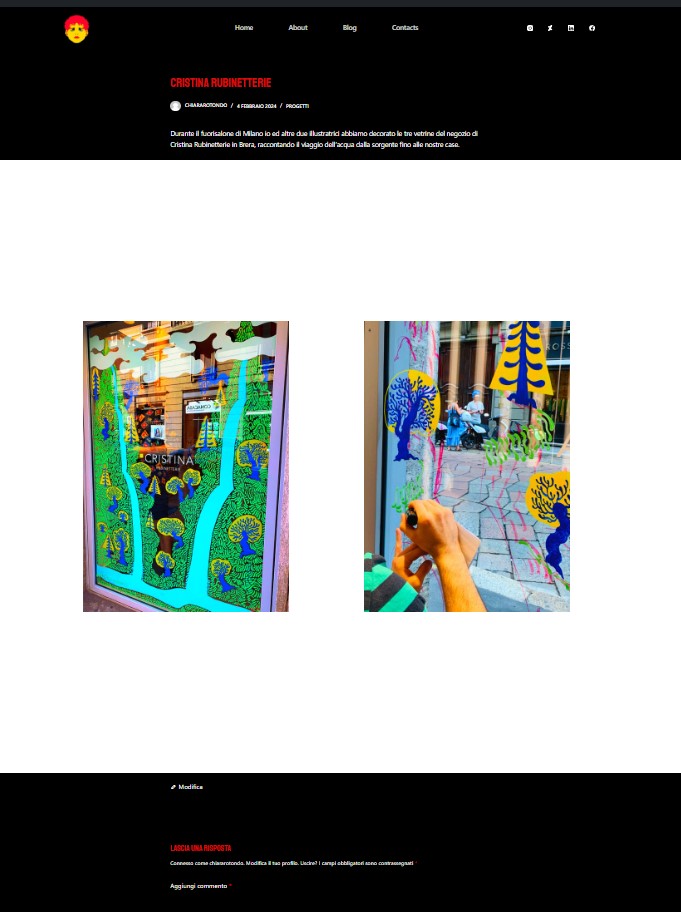 Home
About
Blog
Contacts
CRISTINA RUBINETTERIE
CHIARAROTONDO / 4 FEBBRAIO 2024 / PROGETTI
Durante il fuorisalone di Milano io ed altre due illustratrici abbiamo decorato le tre vetrine del negozio di
Cristina Rubinetterie in Brera, raccontando il viaggio dell'acqua dalla sorgente fino alle nostre case.
CRISTINA
Modifica
LASCIA UNA RISPOSTA
Connesso come chiararotondo. Modifica il tuo profilo. Uscire? I campi obbligatori sono contrassegnati *
Aggiungi commento *